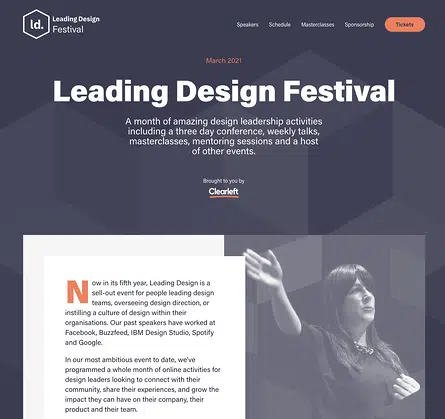 ld.
Leading Design
Festival
Speakers
Schedule
Masterclasses
Sponsorship
Tickets
March 2021
Leading Design Festival
A month of amazing design leadership activities
including a three day conference, weekly talks,
masterclasses, mentoring sessions and a host
of other events.
Brought to you by
Clearleft
Now in its fifth year, Leading Design is a
sell-out event for people leading design
teams, overseeing design direction, or
instilling a culture of design within their
organisations. Our past speakers have worked at
Facebook, Buzzfeed, IBM Design Studio, Spotify
and Google.
In our most ambitious event to date, we've
programmed a whole month of online activities for
design leaders looking to connect with their
community, share their experiences, and grow the
impact they can have on their company, their
product and their team.